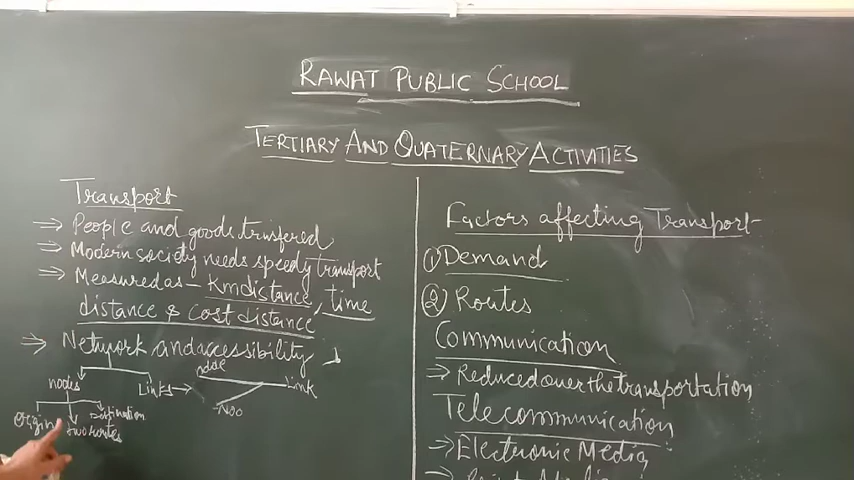 RAWAT PUBLIC SCHOOL
TERTIARY AND QUATERNARY ACTIVITIES
Transport
⇒ People and goods trinsfered
⇒ Modern society needs speedy transport
⇒ Measured as - Km distance, time
distance & Cost distance
⇒ Network and accessibility
node
nodes
Links →
Link
Origin
Destination
two routes
Factors affecting Transport
① Demand
② Routes
Communication
⇒ Reduced over the transportation
Telecommunication
⇒ Electronic Media